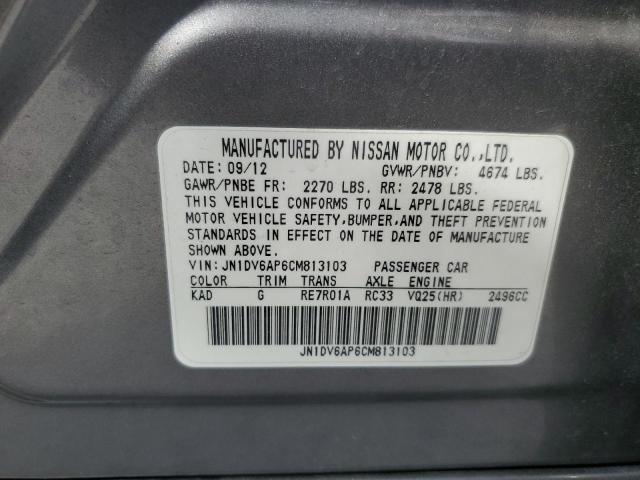 MANUFACTURED BY NISSAN MOTOR CO.,LTD.
DATE: 09/12 GVWR/PNBV: 4674 LBS.
GAWR/PNBE FR: 2270 LBS. RR: 2478 LBS.
THIS VEHICLE CONFORMS TO ALL APPLICABLE FEDERAL
MOTOR VEHICLE SAFETY,BUMPER,AND THEFT PREVENTION
STANDARDS IN EFFECT ON THE DATE OF MANUFACTURE
SHOWN ABOVE.
VIN: JN1DV6AP6CM813103 PASSENGER CAR
COLOR TRIM TRANS AXLE ENGINE
KAD G RE7R01A RC33 VQ25(HR) 2496CC
JN1DV6AP6CM813103